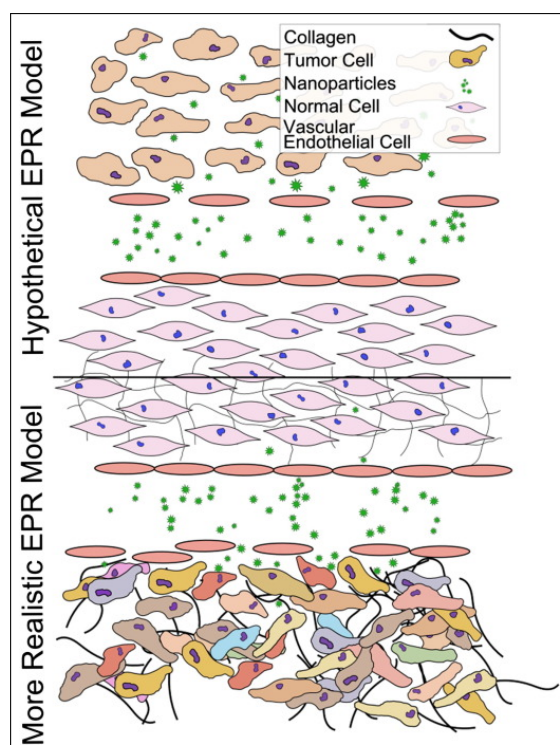 Hypothetical EPR Model
Collagen
Tumor Cell
Nanoparticles
Normal Cell
Vascular
Endothelial Cell
More Realistic EPR Model